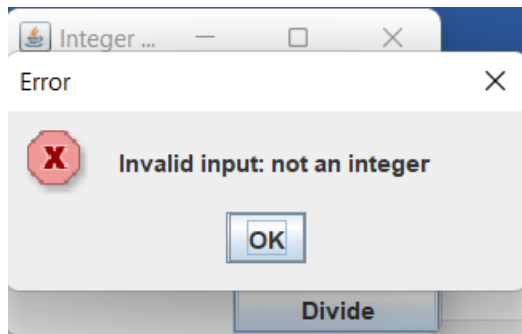 Integer ...
Error
Invalid input: not an integer
OK
Divide